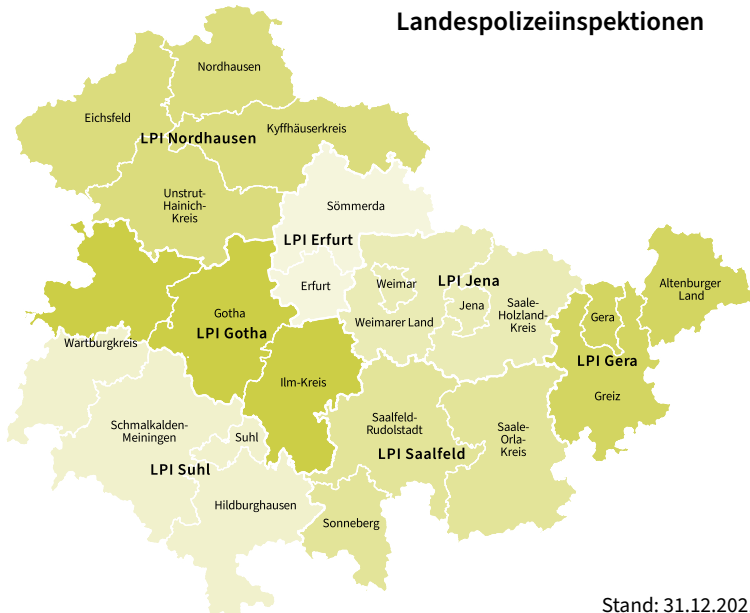 Landespolizeiinspektionen
Nordhausen
Eichsfeld
Kyffhäuserkreis
LPI Nordhausen
Unstrut-
Hainich-
Kreis
Sömmerda
LPI Erfurt
Erfurt
Weimar
LPI Jena
Jena
Saale-
Holzland-
Kreis
Weimarer Land
Altenburger
Land
Gera
LPI Gera
Greiz
Gotha
LPI Gotha
Wartburgkreis
Ilm-Kreis
Schmalkalden-
Meiningen
Suhl
LPI Suhl
Hildburghausen
Saalfeld-
Rudolstadt
LPI Saalfeld
Saale-
Orla-
Kreis
Sonneberg
Stand: 31.12.202